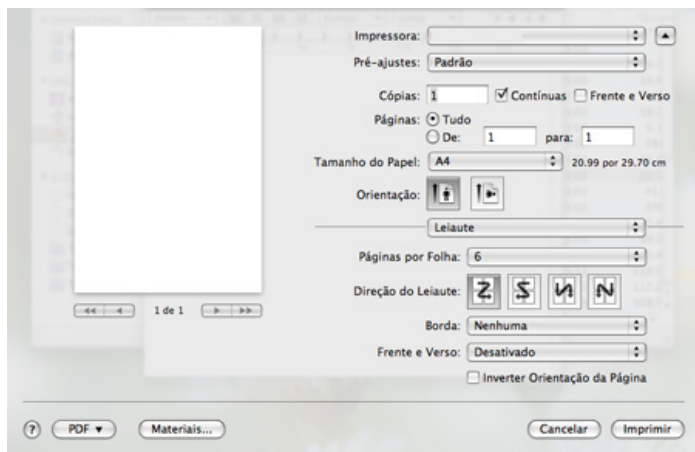 Impressora:
Pré-ajustes: Padrão
Cópias: 1 Contínuas Frente e Verso
Páginas: Tudo
De: 1 para: 1
Tamanho do Papel: A4 20.99 por 29.70 cm
Orientação:
Leiaute
Páginas por Folha: 6
Direção do Leiaute:
Borda: Nenhuma
Frente e Verso: Desativado
Inverter Orientação da Página
1 de 1
? PDF Materiais... Cancelar Imprimir